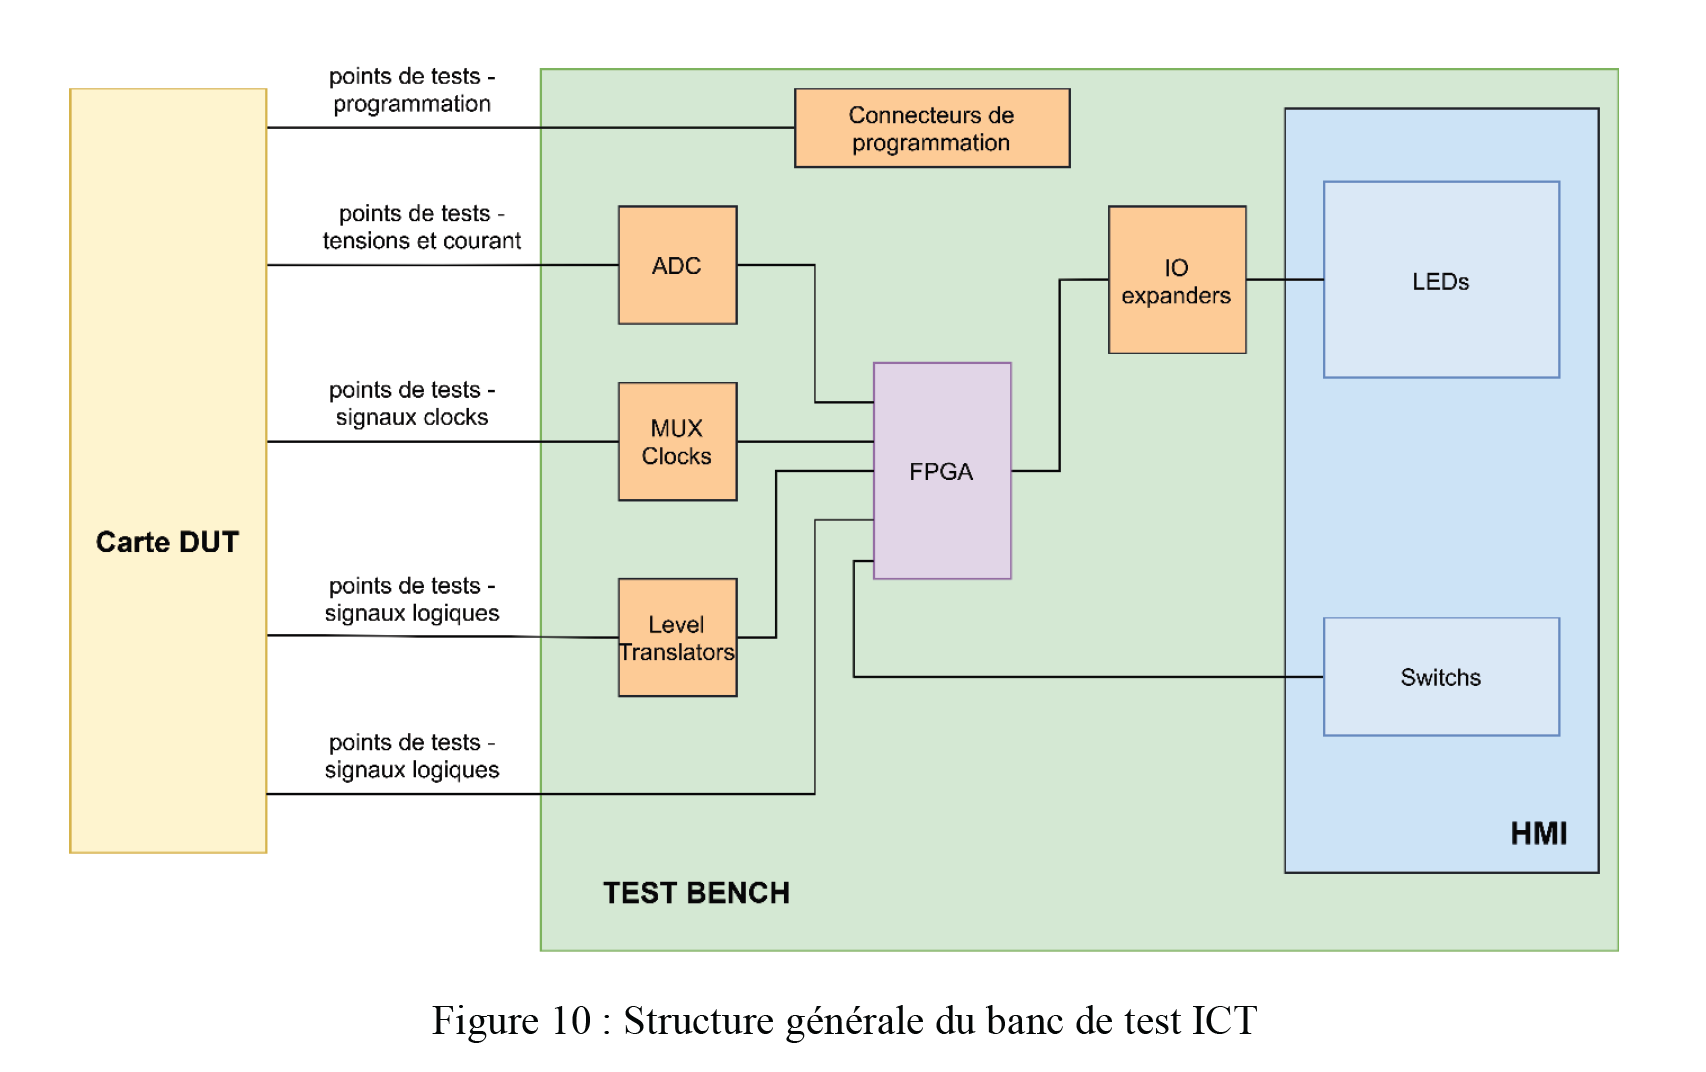 points de tests -
programmation
Connecteurs de
programmation
points de tests -
tensions et courant
ADC
IO
expanders
LEDs
points de tests -
signaux clocks
MUX
Clocks
FPGA
Carte DUT
points de tests -
signaux logiques
Level
Translators
Switchs
points de tests -
signaux logiques
HMI
TEST BENCH
Figure 10 : Structure générale du banc de test ICT